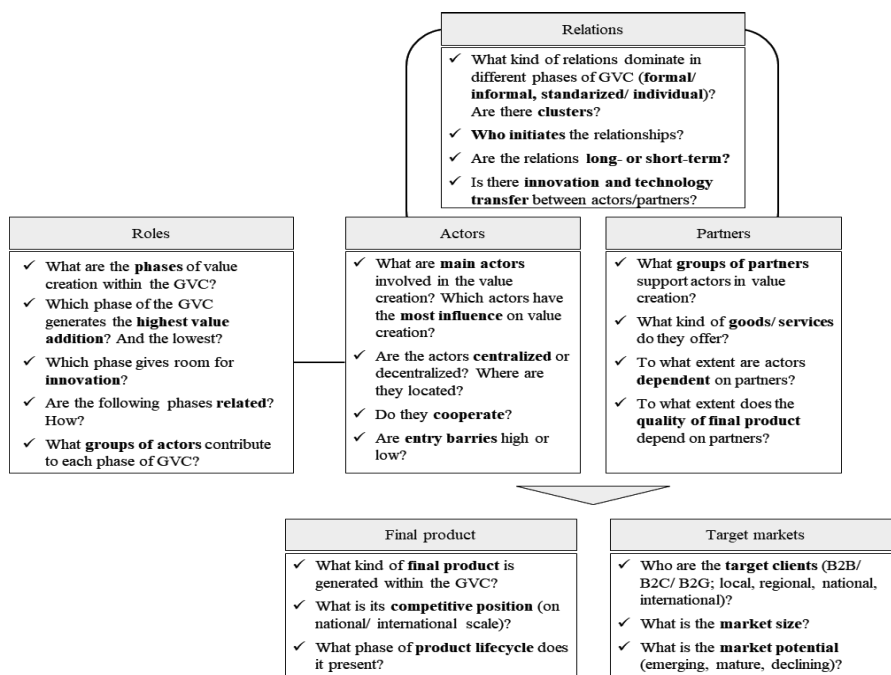 Relations
✓ What kind of relations dominate in
different phases of GVC (formal/
informal, standarized/ individual)?
Are there clusters?
✓ Who initiates the relationships?
✓ Are the relations long- or short-term?
✓ Is there innovation and technology
transfer between actors/partners?
Roles
✓ What are the phases of value
creation within the GVC?
✓ Which phase of the GVC
generates the highest value
addition? And the lowest?
✓ Which phase gives room for
innovation?
✓ Are the following phases related?
How?
✓ What groups of actors contribute
to each phase of GVC?
Actors
✓ What are main actors
involved in the value
creation? Which actors have
the most influence on value
creation?
✓ Are the actors centralized or
decentralized? Where are
they located?
✓ Do they cooperate?
✓ Are entry barries high or
low?
Partners
✓ What groups of partners
support actors in value
creation?
✓ What kind of goods/ services
do they offer?
✓ To what extent are actors
dependent on partners?
✓ To what extent does the
quality of final product
depend on partners?
Final product
✓ What kind of final product is
generated within the GVC?
✓ What is its competitive position (on
national/ international scale)?
✓ What phase of product lifecycle does
it present?
Target markets
✓ Who are the target clients (B2B/
B2C/ B2G; local, regional, national,
international)?
✓ What is the market size?
✓ What is the market potential
(emerging, mature, declining)?